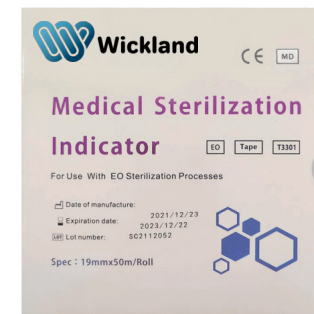 Wickland
CE MD
Medical Sterilization
Indicator EO Tape T3301
For Use With EO Sterilization Processes
Date of manufacture: 2021/12/23
Expiration date: 2023/12/22
LOT Lot number: SC2112052
Spec：19mmx50m/Roll